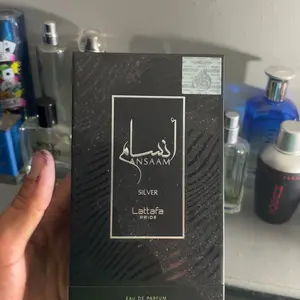 أنسام
ANSAAM
SILVER
Lattafa
PRIDE
EAU DE PARFUM